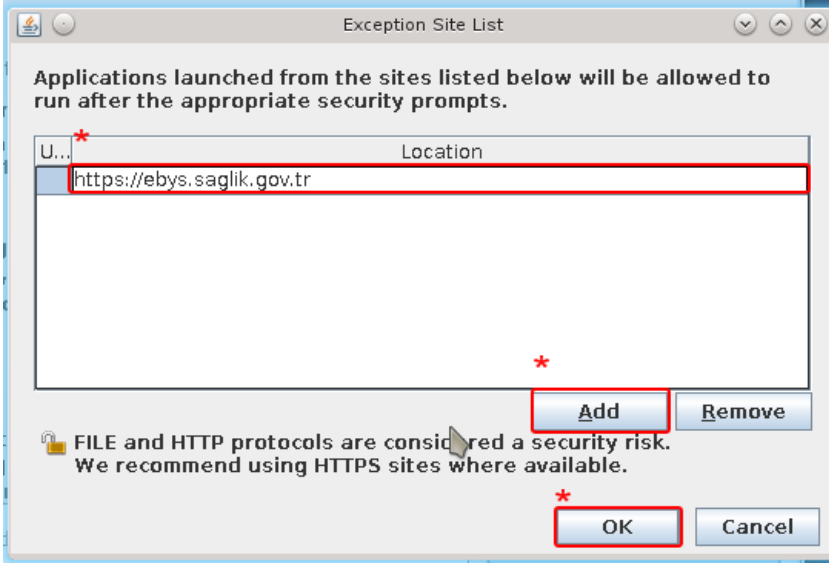 Exception Site List
Applications launched from the sites listed below will be allowed to
run after the appropriate security prompts.
*
U... Location
https://ebys.saglik.gov.tr
*
Add Remove
FILE and HTTP protocols are considered a security risk.
We recommend using HTTPS sites where available.
*
OK Cancel